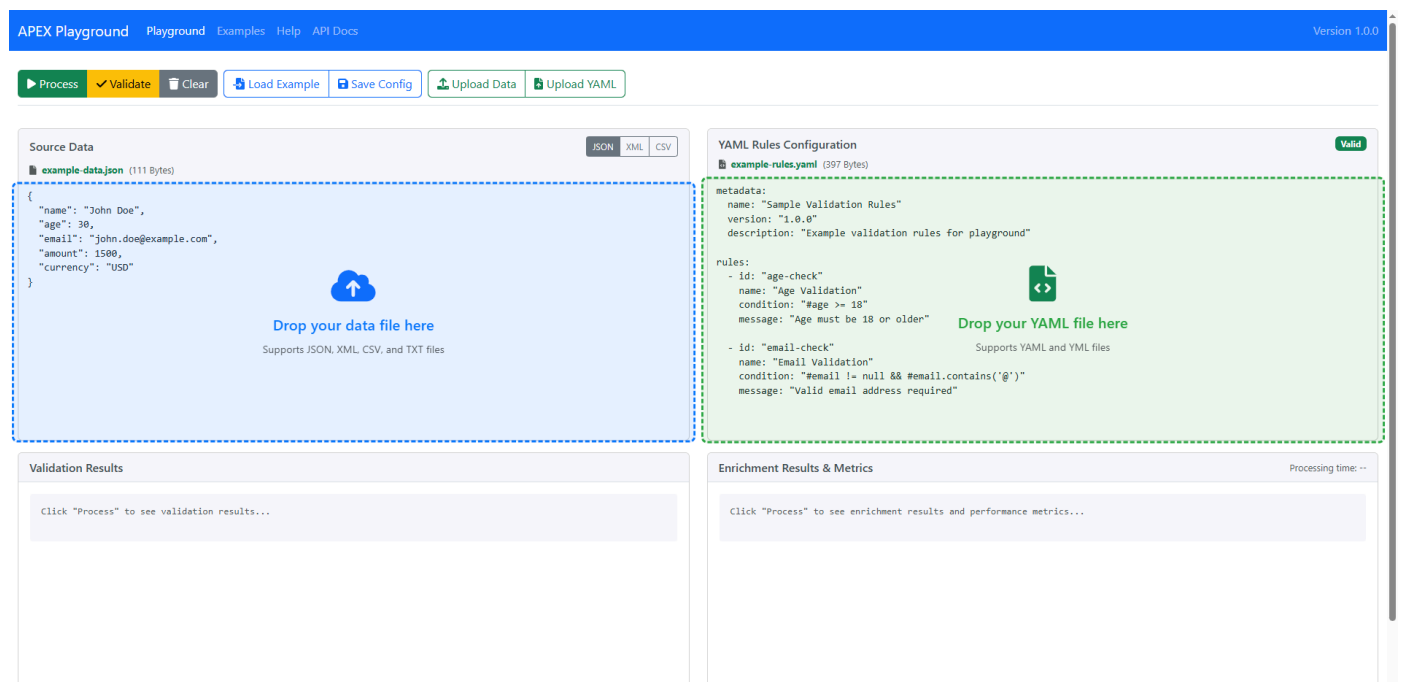 APEX Playground Playground Examples Help API Docs Version 1.0.0
Process Validate Clear Load Example Save Config Upload Data Upload YAML
Source Data JSON XML CSV
example-data.json (111 Bytes)
{
  "name": "John Doe",
  "age": 30,
  "email": "john.doe@example.com",
  "amount": 1500,
  "currency": "USD"
}
Drop your data file here
Supports JSON, XML, CSV, and TXT files
YAML Rules Configuration Valid
example-rules.yaml (397 Bytes)
metadata:
  name: "Sample Validation Rules"
  version: "1.0.0"
  description: "Example validation rules for playground"
rules:
  - id: "age-check"
    name: "Age Validation"
    condition: "#age >= 18"
    message: "Age must be 18 or older"
  - id: "email-check"
    name: "Email Validation"
    condition: "#email != null && #email.contains('@')"
    message: "Valid email address required"
Drop your YAML file here
Supports YAML and YML files
Validation Results
Click "Process" to see validation results...
Enrichment Results & Metrics Processing time: --
Click "Process" to see enrichment results and performance metrics...